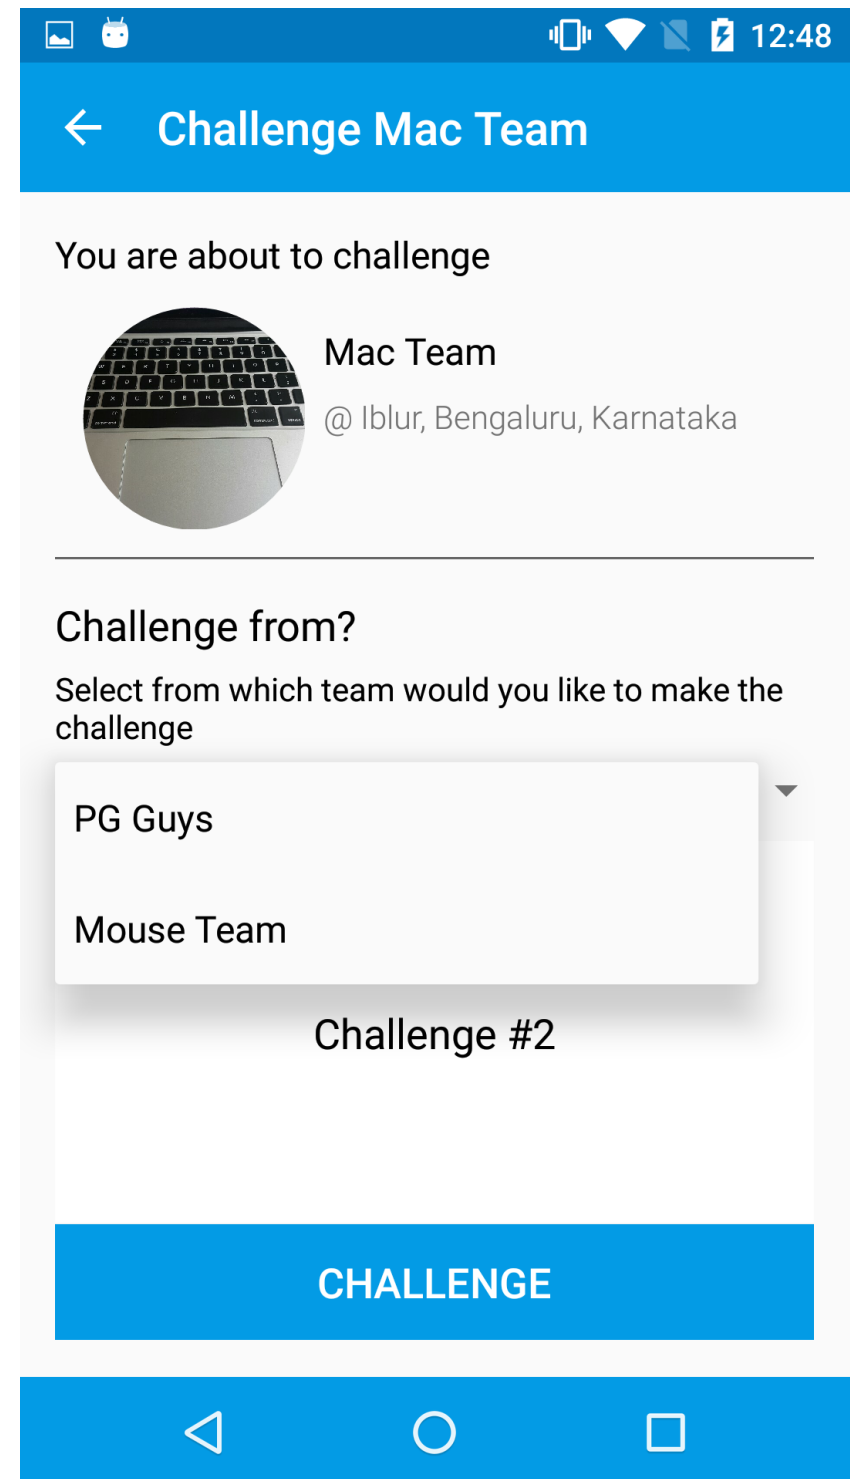 12:48
Challenge Mac Team
You are about to challenge
Mac Team
@ Iblur, Bengaluru, Karnataka
Challenge from?
Select from which team would you like to make the
challenge
PG Guys
Mouse Team
Challenge #2
CHALLENGE